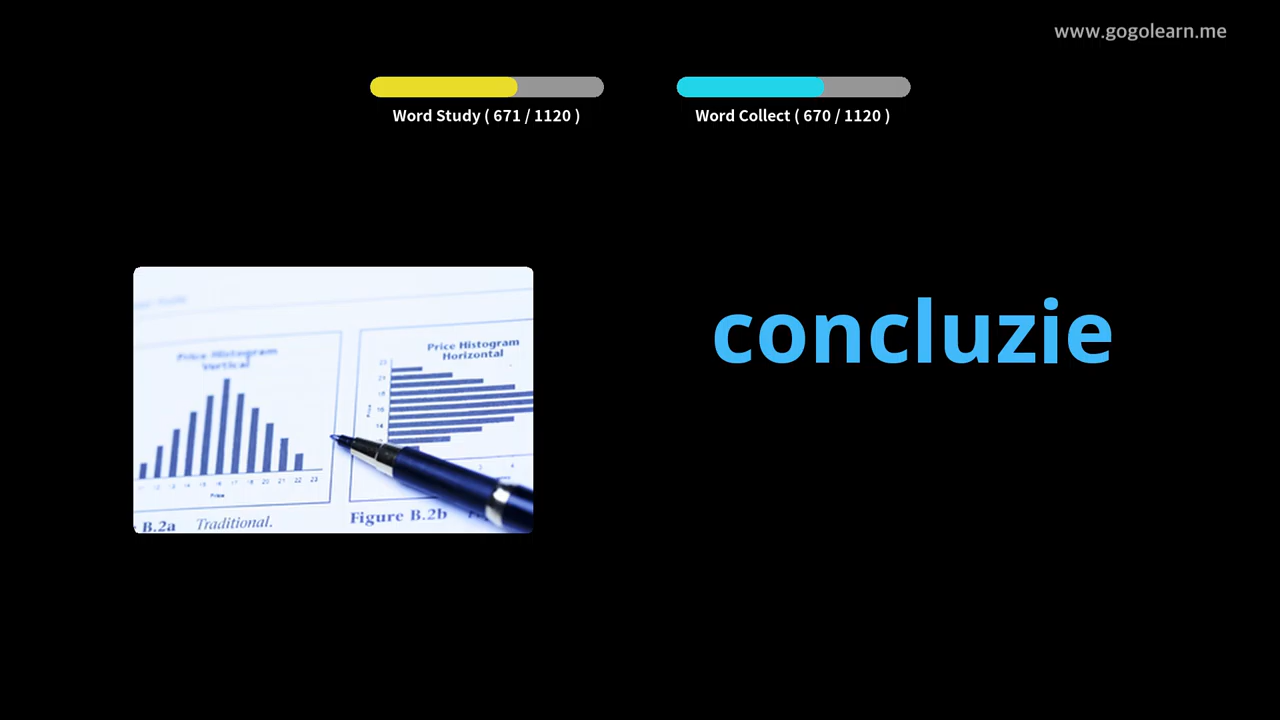 www.gogolearn.me
Word Study ( 671 / 1120 )
Word Collect ( 670 / 1120 )
concluzie
Price Histogram
Vertical
Price Histogram
Horizontal
Price
B.2a Traditional.
Figure B.2b